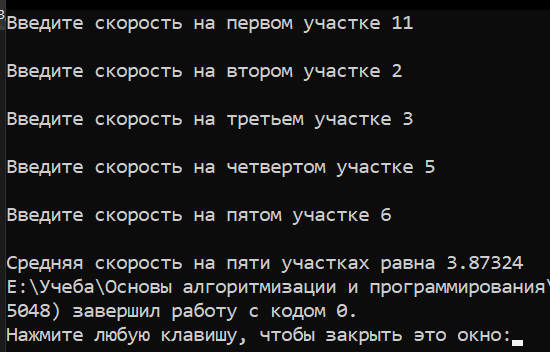 Введите скорость на первом участке 11
Введите скорость на втором участке 2
Введите скорость на третьем участке 3
Введите скорость на четвертом участке 5
Введите скорость на пятом участке 6
Средняя скорость на пяти участках равна 3.87324
E:\Учеба\Основы алгоритмизации и программирования\
5048) завершил работу с кодом 0.
Нажмите любую клавишу, чтобы закрыть это окно: